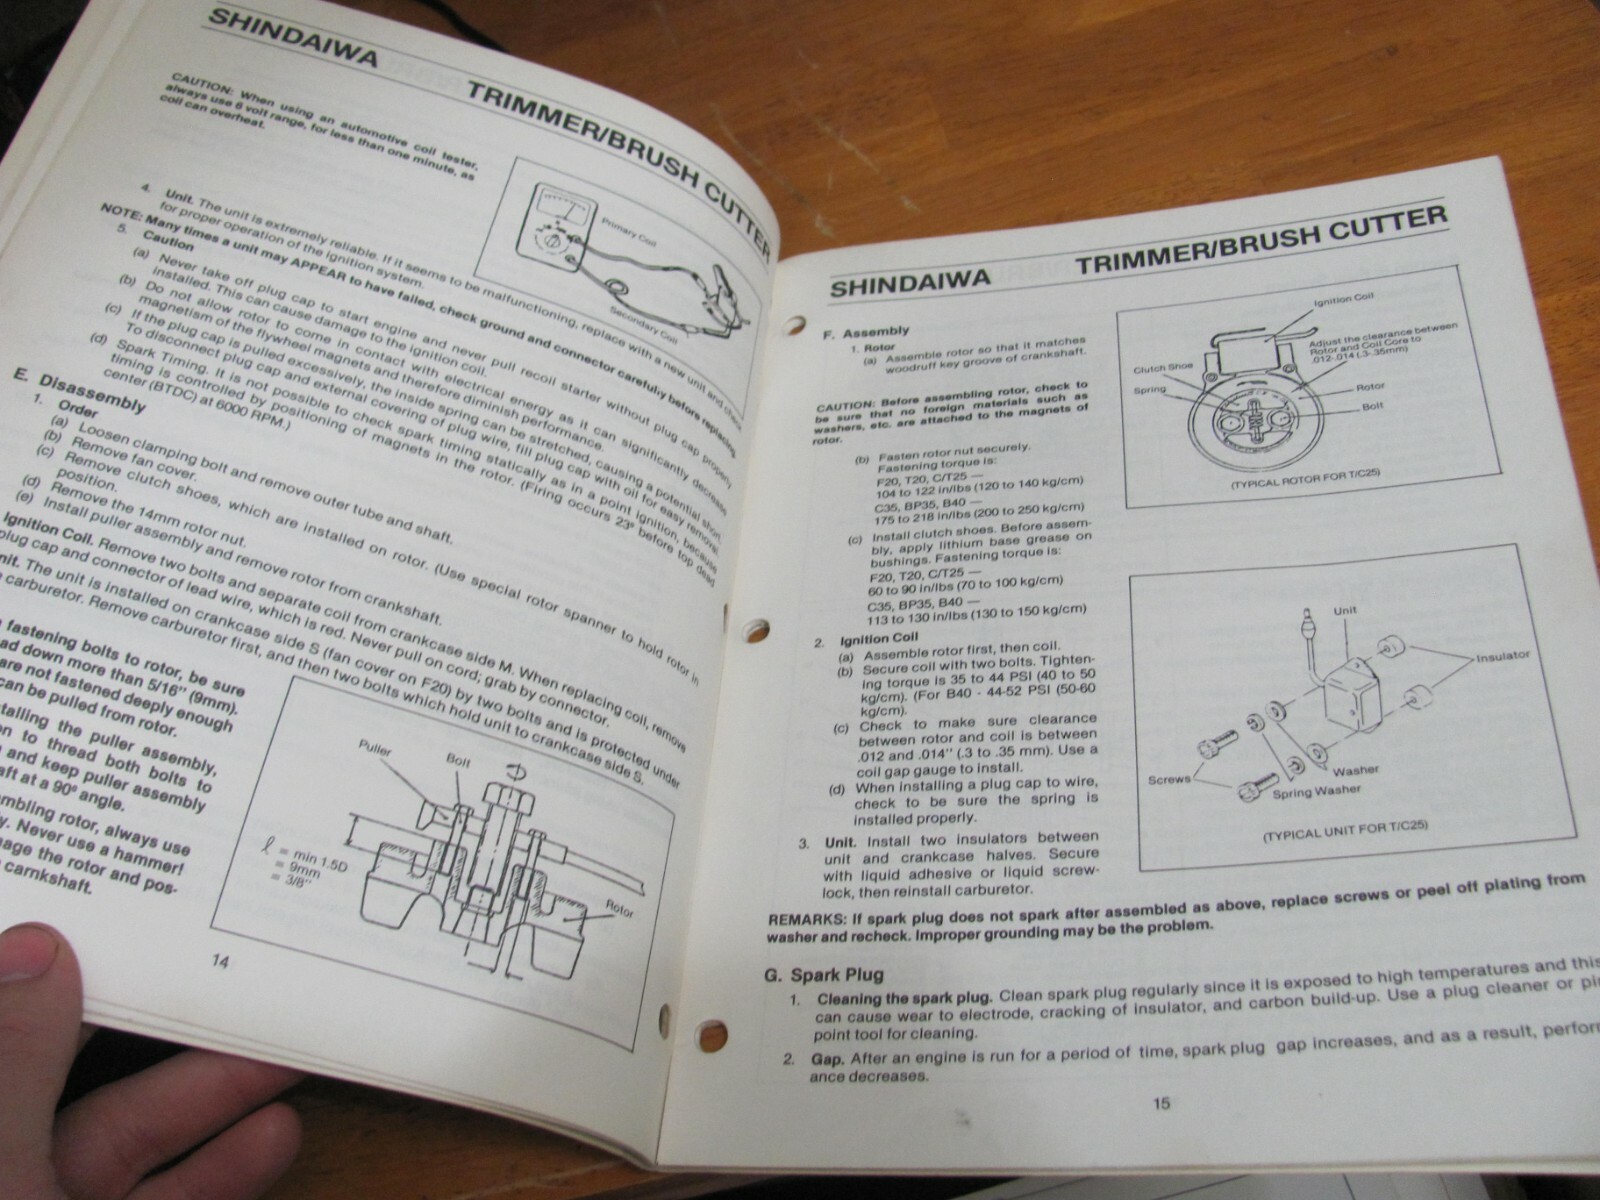 SHINDAIWA
TRIMMER/BRUSH CUTTER
CAUTION: When using an automotive coil tester,
always use 6 volt range, for less than one minute, as
coil can overheat.
Primary Coil
Secondary Coil
4. Unit. The unit is extremely reliable. If it seems to be malfunctioning, replace with a new unit and check
for proper operation of the ignition system.
NOTE: Many times a unit may APPEAR to have failed, check ground and connector carefully before replacing.
5. Caution
(a) Never take off plug cap to start engine and never pull recoil starter without plug cap properly
installed. This can cause damage to the ignition coil.
(b) Do not allow rotor to come in contact with electrical energy as it can significantly decrease
magnetism of the flywheel magnets and therefore diminish performance.
(c) If the plug cap is pulled excessively, the inside spring can be stretched, causing a potential short.
To disconnect plug cap and external covering of plug wire, fill plug cap with oil for easy removal.
(d) Spark Timing. It is not possible to check spark timing statically as in a point ignition, because
timing is controlled by positioning of magnets in the rotor. (Firing occurs 23° before top dead
center (BTDC) at 6000 RPM.)
E. Disassembly
1. Order
(a) Loosen clamping bolt and remove outer tube and shaft.
(b) Remove fan cover.
(c) Remove clutch shoes, which are installed on rotor. (Use special rotor spanner to hold rotor in
position.
(d) Remove the 14mm rotor nut.
(e) Install puller assembly and remove rotor from crankshaft.
Ignition Coil. Remove two bolts and separate coil from crankcase side M. When replacing coil, remove
plug cap and connector of lead wire, which is red. Never pull on cord; grab by connector.
nit. The unit is installed on crankcase side S (fan cover on F20) by two bolts and is protected under
carburetor. Remove carburetor first, and then two bolts which hold unit to crankcase side S.
fastening bolts to rotor, be sure
ad down more than 5/16" (9mm).
are not fastened deeply enough
can be pulled from rotor.
talling the puller assembly,
on to thread both bolts to
and keep puller assembly
aft at a 90° angle.
mbling rotor, always use
y. Never use a hammer!
mage the rotor and pos-
camkshaft.
Puller
Bolt
ℓ = min 1.5D
= 9mm
= 3/8"
Rotor
14
SHINDAIWA
TRIMMER/BRUSH CUTTER
F. Assembly
1. Rotor
(a) Assemble rotor so that it matches
woodruff key groove of crankshaft.
CAUTION: Before assembling rotor, check to
be sure that no foreign materials such as
washers, etc. are attached to the magnets of
rotor.
(b) Fasten rotor nut securely.
Fastening torque is:
F20, T20, C/T25 —
104 to 122 in/lbs (120 to 140 kg/cm)
C35, BP35, B40 —
175 to 218 in/lbs (200 to 250 kg/cm)
(c) Install clutch shoes. Before assem-
bly, apply lithium base grease on
bushings. Fastening torque is:
F20, T20, C/T25 —
60 to 90 in/lbs (70 to 100 kg/cm)
C35, BP35, B40 —
113 to 130 in/lbs (130 to 150 kg/cm)
2. Ignition Coil
(a) Assemble rotor first, then coil.
(b) Secure coil with two bolts. Tighten-
ing torque is 35 to 44 PSI (40 to 50
kg/cm). (For B40 - 44-52 PSI (50-60
kg/cm).
(c) Check to make sure clearance
between rotor and coil is between
.012 and .014" (.3 to .35 mm). Use a
coil gap gauge to install.
(d) When installing a plug cap to wire,
check to be sure the spring is
installed properly.
3. Unit. Install two insulators between
unit and crankcase halves. Secure
with liquid adhesive or liquid screw-
lock, then reinstall carburetor.
Ignition Coil
Adjust the clearance between
Rotor and Coil Core to
.012-.014 (.3-.35mm)
Clutch Shoe
Spring
Rotor
Bolt
(TYPICAL ROTOR FOR T/C25)
Unit
Insulator
Screws
Washer
Spring Washer
(TYPICAL UNIT FOR T/C25)
REMARKS: If spark plug does not spark after assembled as above, replace screws or peel off plating from
washer and recheck. Improper grounding may be the problem.
G. Spark Plug
1. Cleaning the spark plug. Clean spark plug regularly since it is exposed to high temperatures and this
can cause wear to electrode, cracking of insulator, and carbon build-up. Use a plug cleaner or pi
point tool for cleaning.
2. Gap. After an engine is run for a period of time, spark plug gap increases, and as a result, perfor
ance decreases.
15